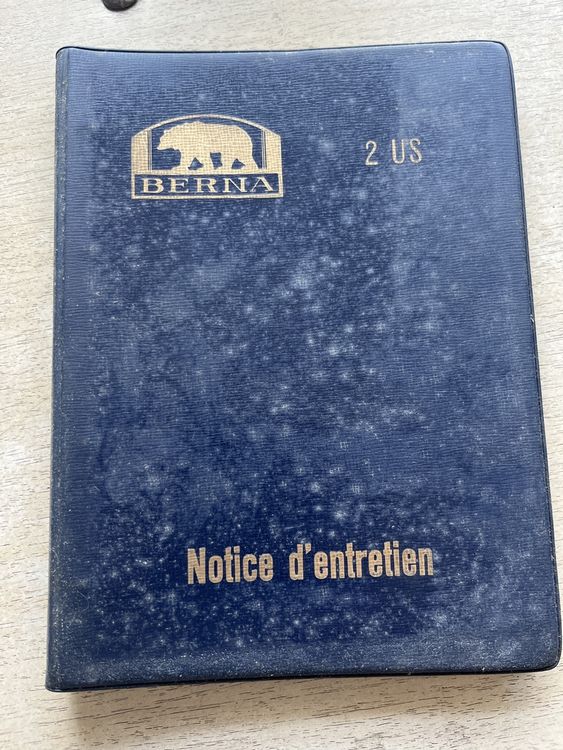 BERNA
2 US
Notice d'entretien